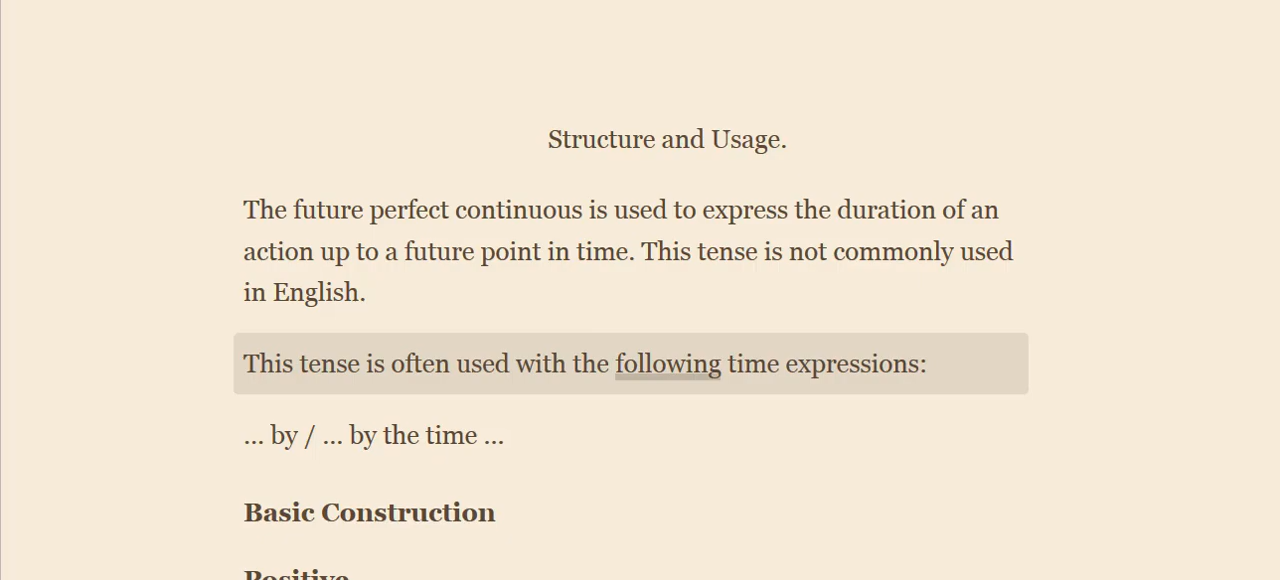 Structure and Usage.
The future perfect continuous is used to express the duration of an
action up to a future point in time. This tense is not commonly used
in English.
This tense is often used with the following time expressions:
... by / ... by the time ...
Basic Construction
Positive